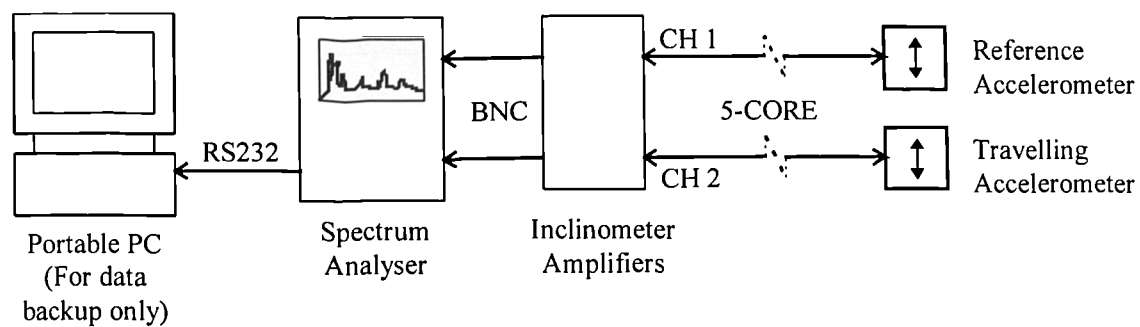 CH 1
Reference
Accelerometer
BNC
5-CORE
RS232
CH 2
Travelling
Accelerometer
Portable PC
(For data
backup only)
Spectrum
Analyser
Inclinometer
Amplifiers